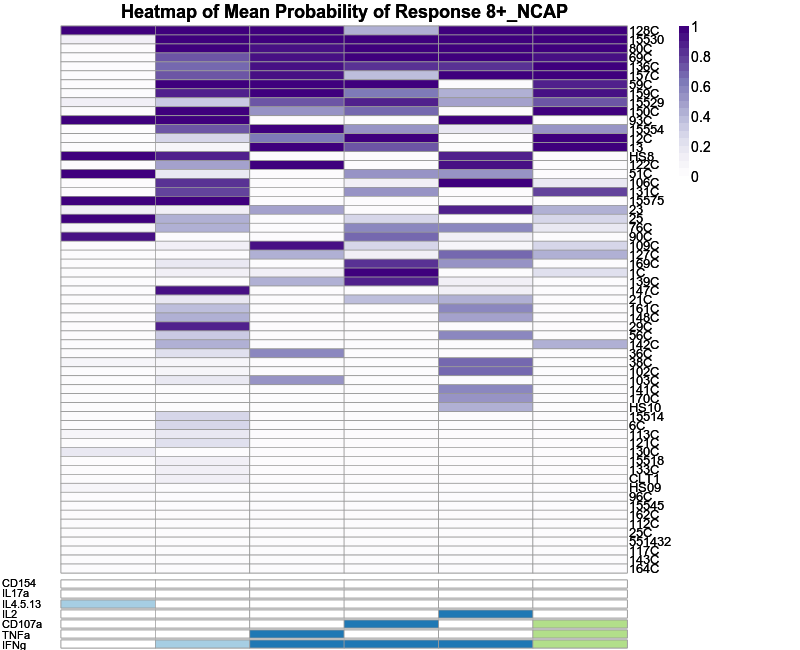 Heatmap of Mean Probability of Response 8+_NCAP
128C
15530
80C
69C
136C
157C
59C
159C
15529
150C
93C
15554
12C
13
HS8
122C
51C
106C
131C
15575
23
25
76C
90C
109C
127C
169C
1C
139C
147C
21C
161C
148C
29C
56C
142C
36C
38C
102C
103C
141C
170C
HS10
15514
6C
113C
121C
130C
15518
133C
CLT1
HS09
96C
15545
162C
112C
25C
551432
117C
143C
164C
1
0.8
0.6
0.4
0.2
0
CD154
IL17a
IL4.5.13
IL2
CD107a
TNFa
IFNg